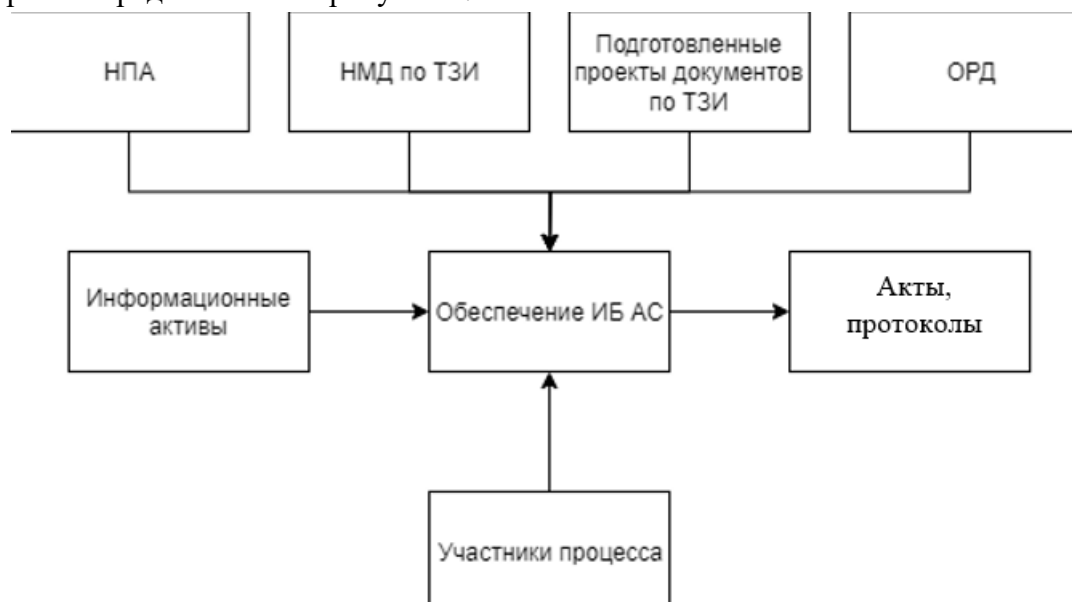 НПА
НМД по ТЗИ
Подготовленные
проекты документов
по ТЗИ
ОРД
Информационные
активы
Обеспечение ИБ АС
Акты,
протоколы
Участники процесса